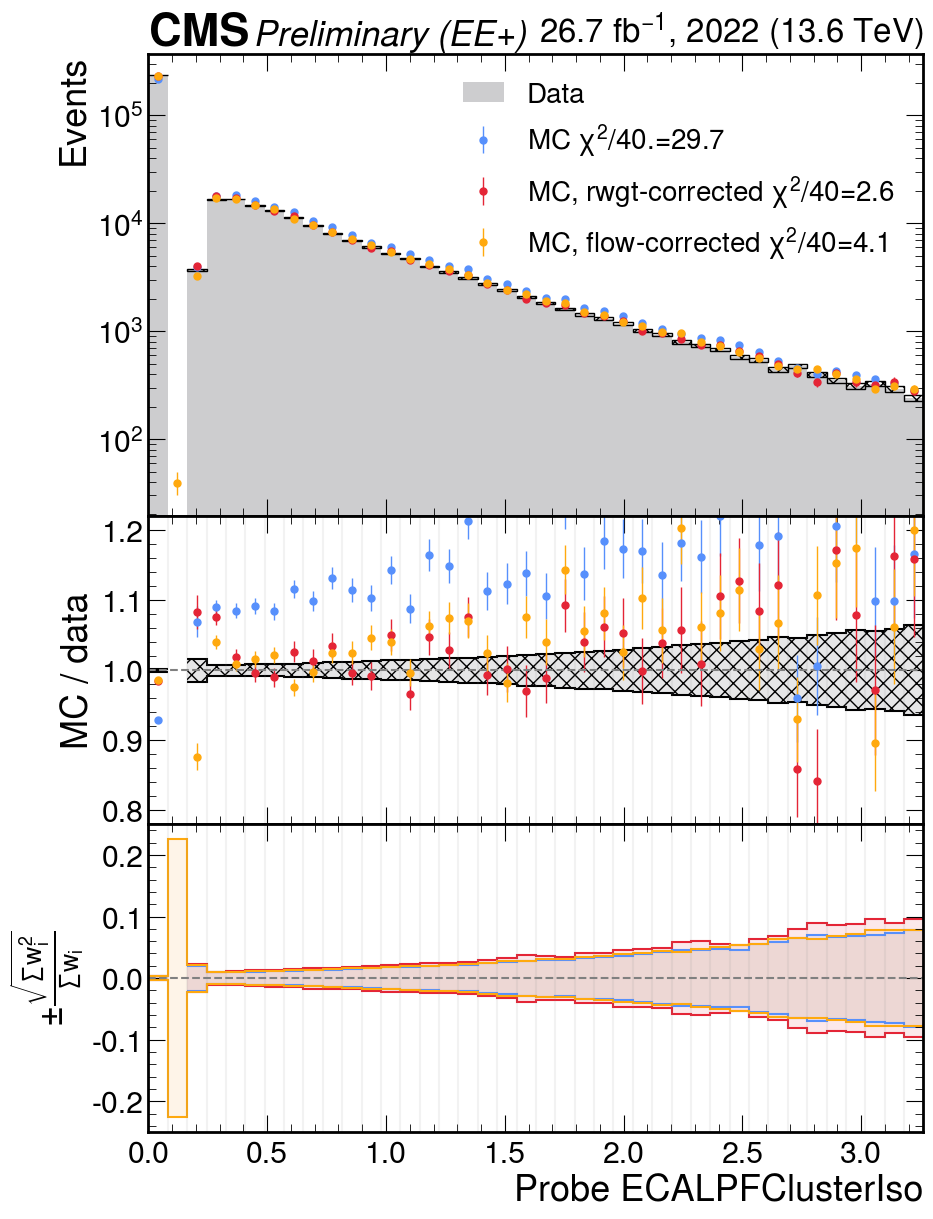 CMS Preliminary (EE+) 26.7 fb⁻¹, 2022 (13.6 TeV)
Events
Data
MC χ²/40.=29.7
MC, rwgt-corrected χ²/40=2.6
MC, flow-corrected χ²/40=4.1
10⁵
10⁴
10³
10²
MC / data
1.2
1.1
1.0
0.9
0.8
±√Σwᵢ²/Σwᵢ
0.2
0.1
0.0
-0.1
-0.2
0.0 0.5 1.0 1.5 2.0 2.5 3.0
Probe ECALPFClusterIso